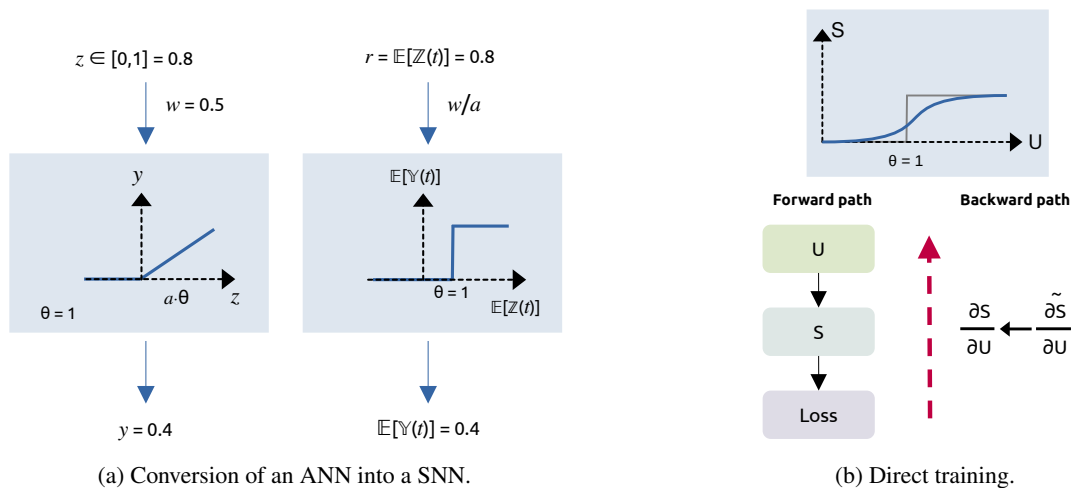 z ∈ [0,1] = 0.8
w = 0.5
y
a·θ
z
θ = 1
y = 0.4
r = 𝔼[ℤ(t)] = 0.8
w/a
𝔼[𝕐(t)]
θ = 1
𝔼[ℤ(t)]
𝔼[𝕐(t)] = 0.4
(a) Conversion of an ANN into a SNN.
S
U
θ = 1
Forward path
Backward path
U
S
Loss
∂S
∂U
∂S̃
∂U
(b) Direct training.